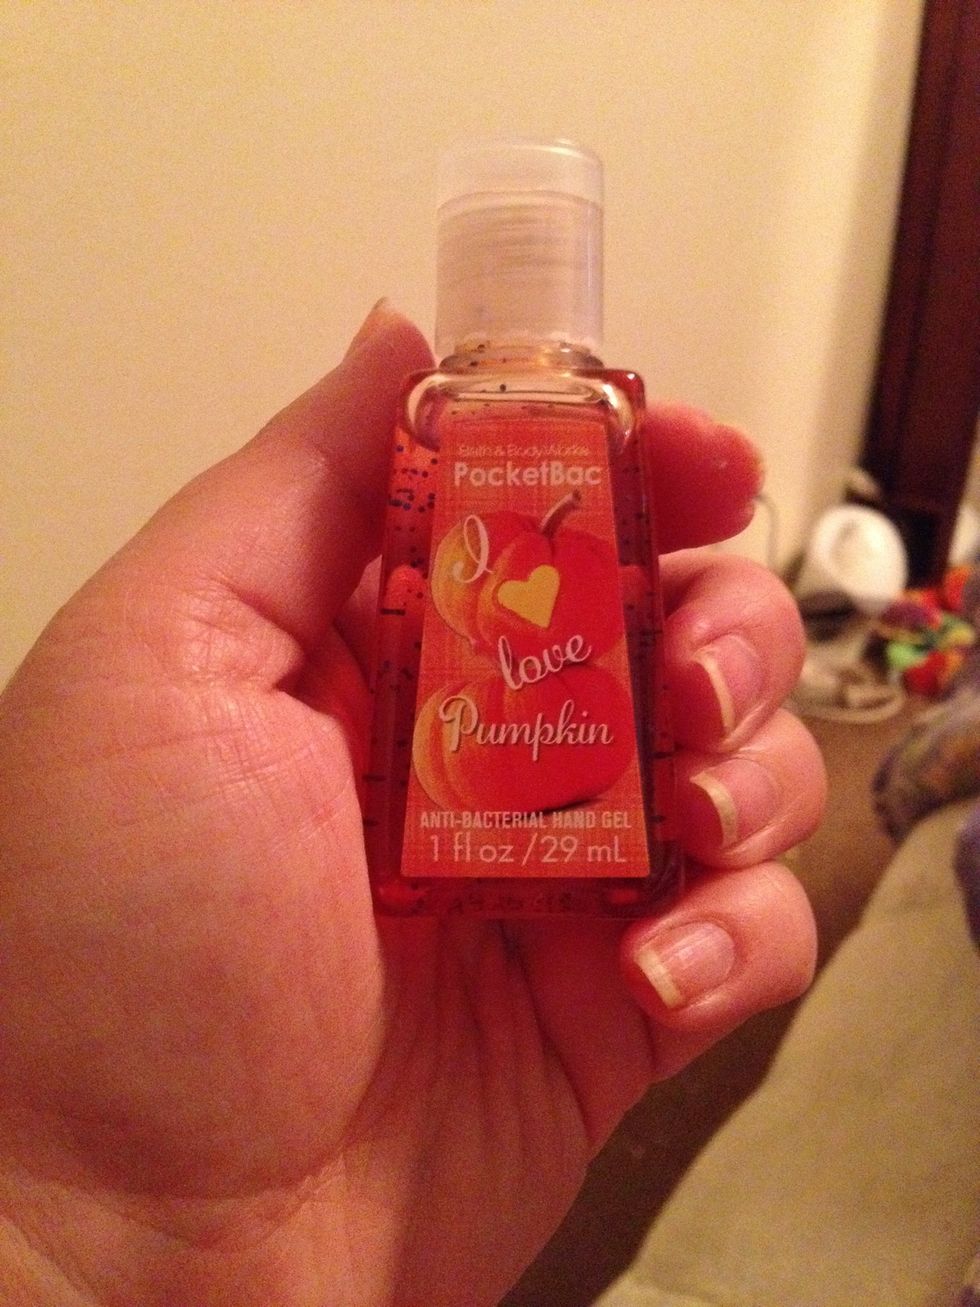 Bath & Body Works
PocketBac
I
love
Pumpkin
ANTI-BACTERIAL HAND GEL
1 fl oz / 29 mL